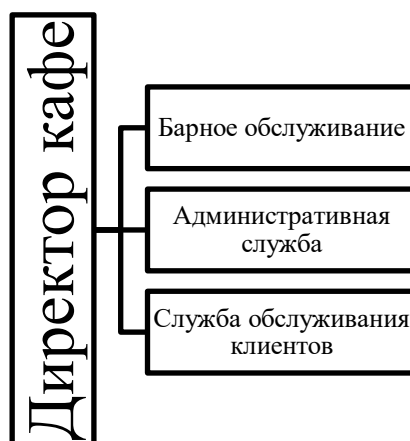 Директор кафе
Барное обслуживание
Административная
служба
Служба обслуживания
клиентов